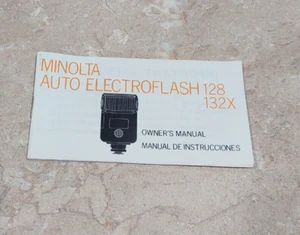 MINOLTA
AUTO ELECTROFLASH 128
132X
OWNER'S MANUAL
MANUAL DE INSTRUCCIONES